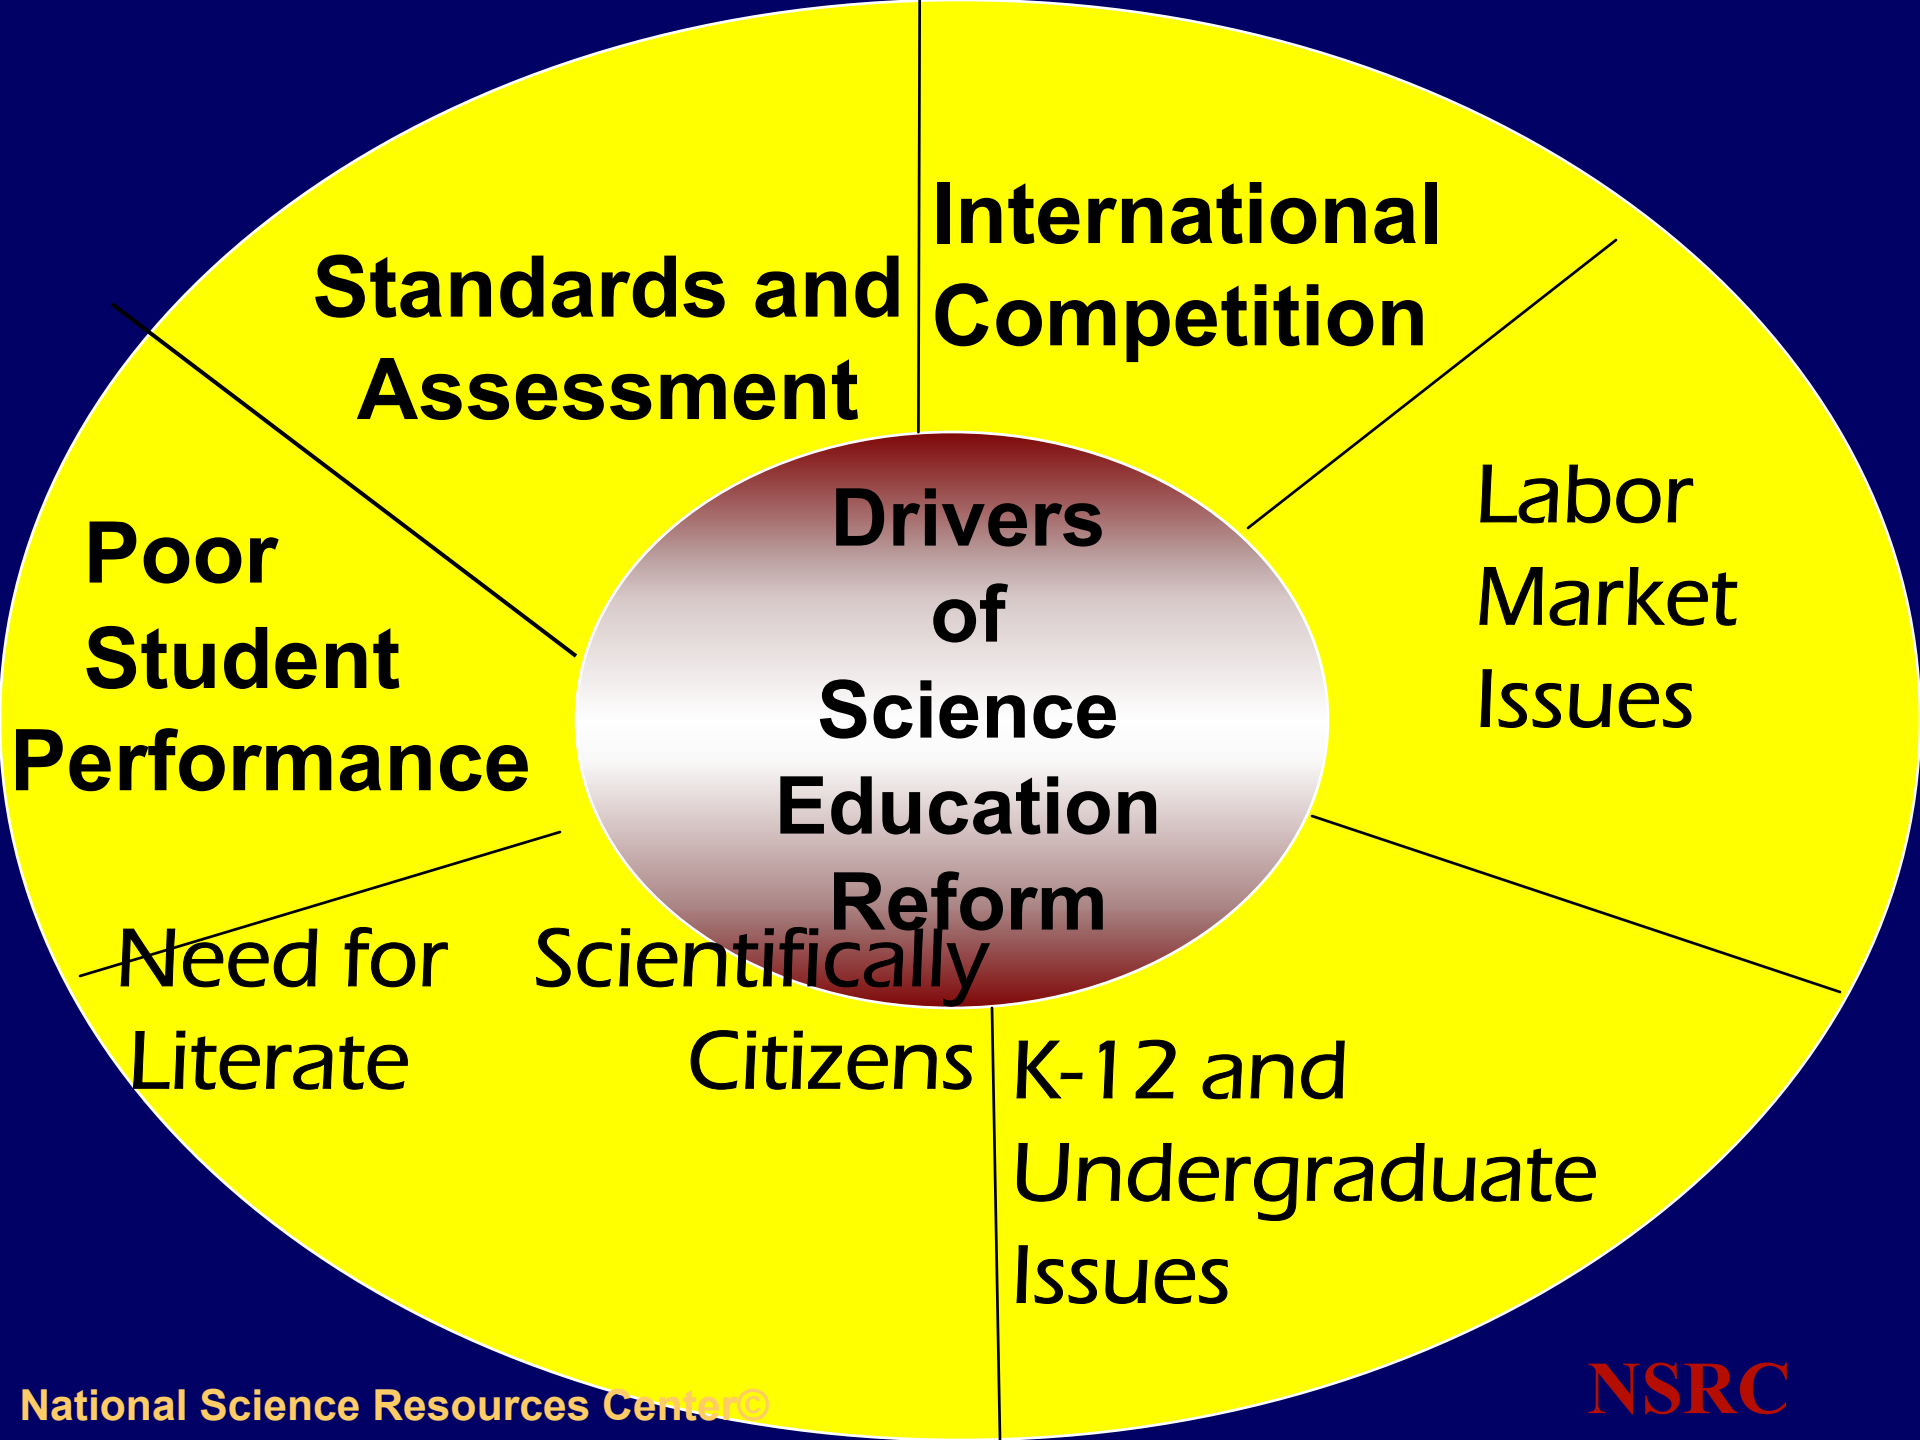 International
Competition
Standards and
Assessment
Labor
Market
Issues
Poor
Student
Performance
Drivers
of
Science
Education
Reform
Need for Scientifically
Literate Citizens
K-12 and
Undergraduate
Issues
National Science Resources Center©
NSRC